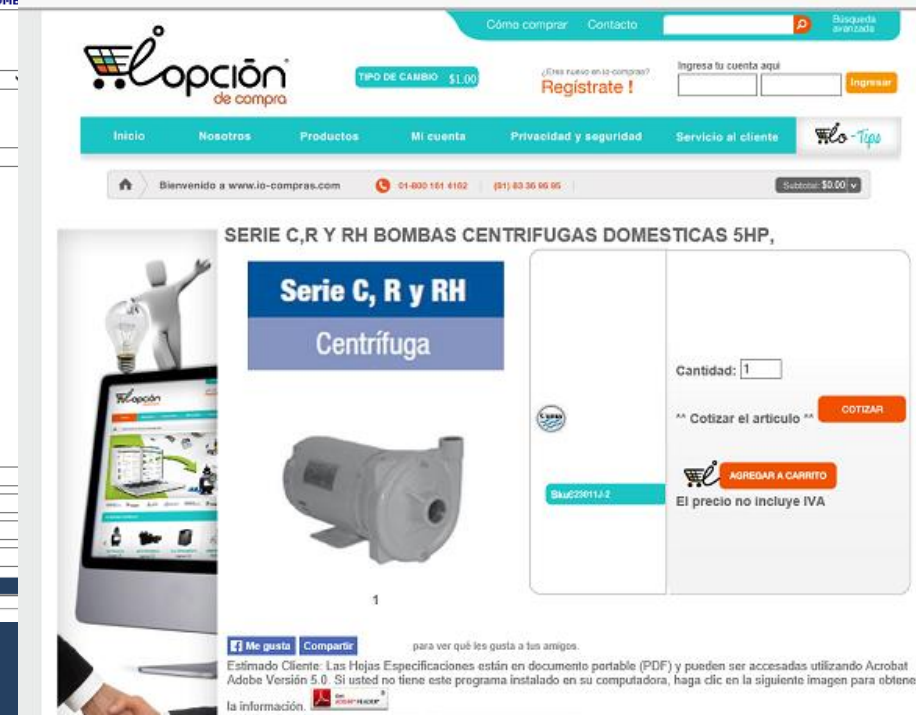 Cómo comprar Contacto Búsqueda avanzada
opción
de compra
TIPO DE CAMBIO $1.00
¿Eres nuevo en io-compras?
Regístrate !
Ingresa tu cuenta aqui
Ingresar
Inicio Nosotros Productos Mi cuenta Privacidad y seguridad Servicio al cliente io-Tips
Bienvenido a www.io-compras.com 01-800 161 4162 (81) 83 36 96 95 Subtotal: $0.00
SERIE C,R Y RH BOMBAS CENTRIFUGAS DOMESTICAS 5HP,
Serie C, R y RH
Centrífuga
Cantidad: 1
^^ Cotizar el articulo ^^ COTIZAR
AGREGAR A CARRITO
El precio no incluye IVA
1
Me gusta Compartir para ver qué les gusta a tus amigos.
Estimado Cliente: Las Hojas Especificaciones están en documento portable (PDF) y pueden ser accesadas utilizando Acrobat
Adobe Versión 5.0. Si usted no tiene este programa instalado en su computadora, haga clic en la siguiente imagen para obtene
la información.